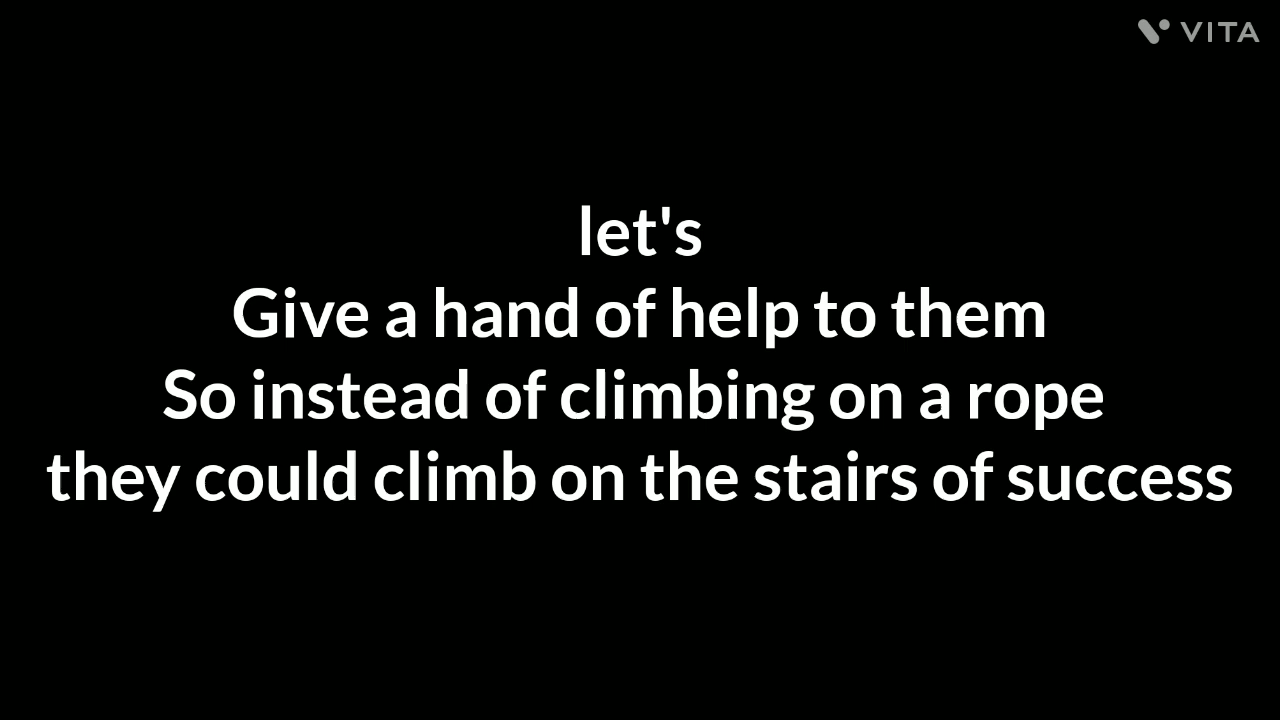 VITA
let's
Give a hand of help to them
So instead of climbing on a rope
they could climb on the stairs of success